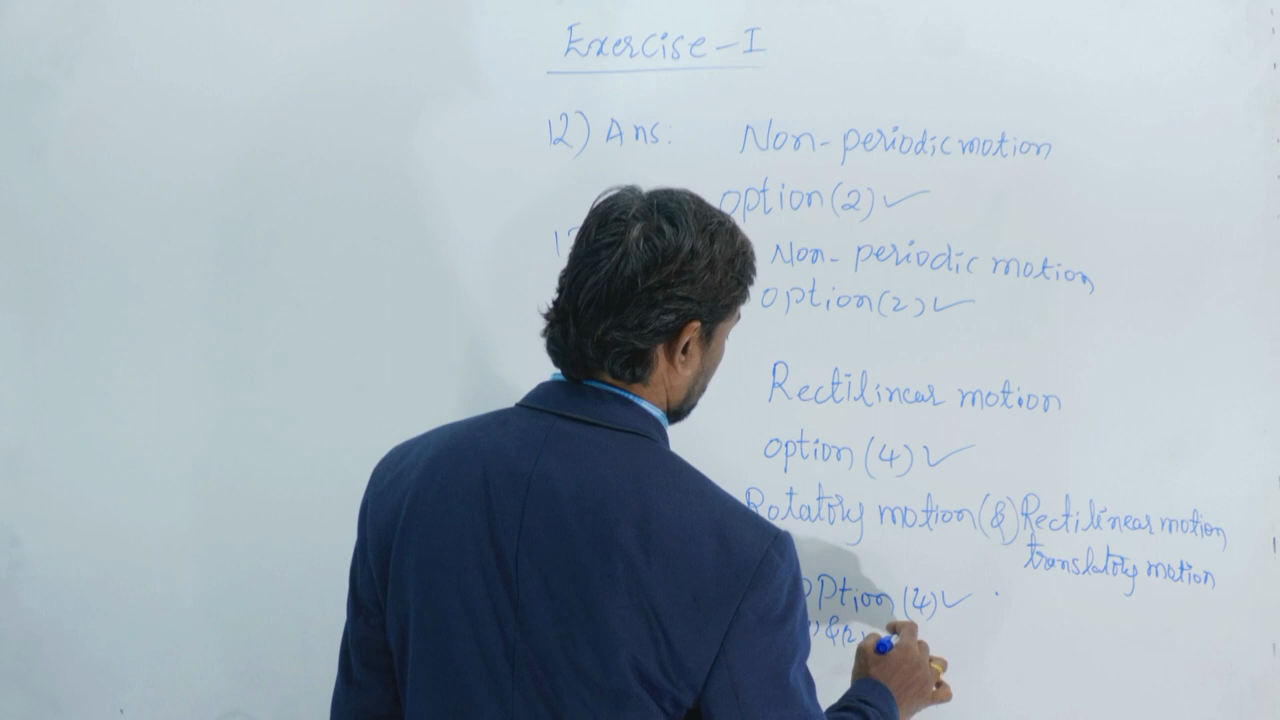 Exercise-I
12) Ans: Non-periodic motion
option (2) ✓
Non-periodic motion
option (2) ✓
Rectilinear motion
option (4) ✓
Rotatory motion (&) Rectilinear motion
translatory motion
option (4) ✓